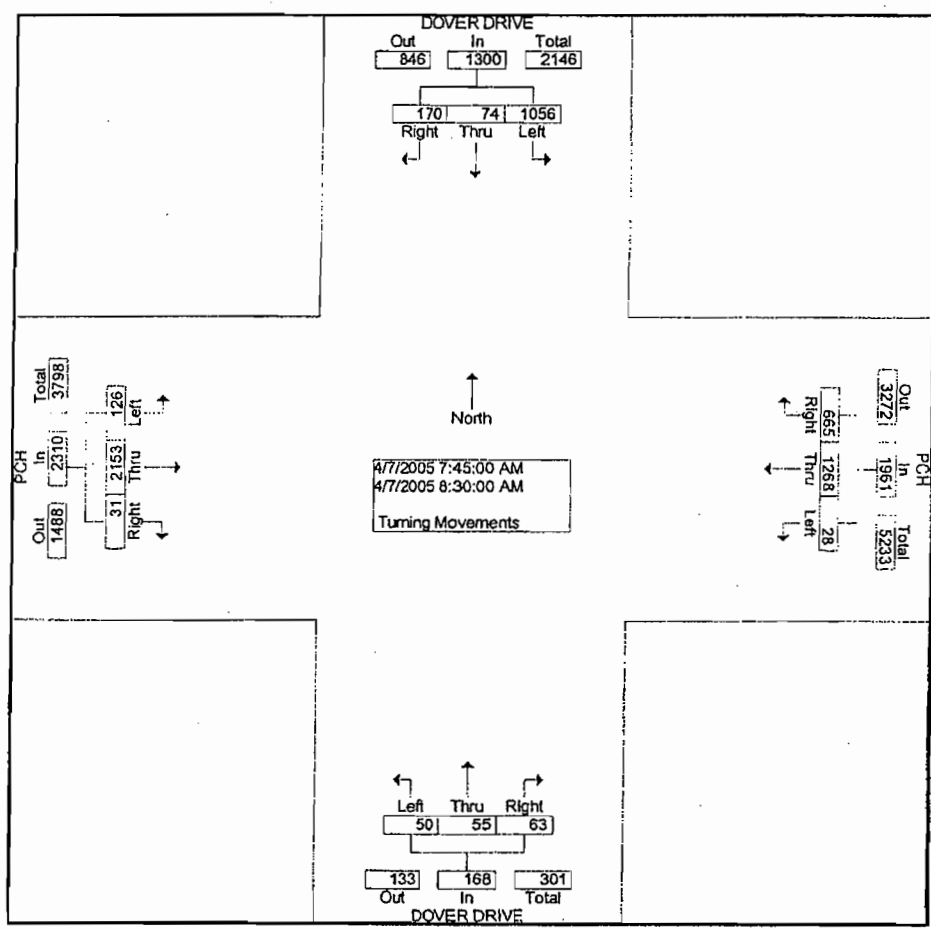 DOVER DRIVE
Out In Total
846 1300 2146
170 74 1056
Right Thru Left
North
4/7/2005 7:45:00 AM
4/7/2005 8:30:00 AM
Turning Movements
PCH
Total In Out
3798 2310 1488
126 2153 31
Left Thru Right
PCH
Out In Total
3272 1961 5233
665 1268 28
Right Thru Left
Left Thru Right
50 55 63
133 168 301
Out In Total
DOVER DRIVE